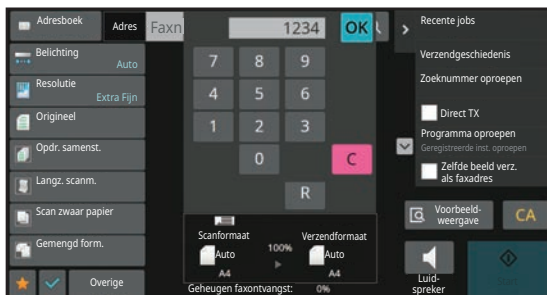 Adresboek
Adres
Faxn
1234
OK
Recente jobs
Belichting
Auto
7 8 9
Verzendgeschiedenis
Resolutie
Extra Fijn
4 5 6
Zoeknummer oproepen
Origineel
1 2 3
Direct TX
Opdr. samenst.
0
C
Programma oproepen
Geregistreerde inst. oproepen
Langz. scanm.
R
Zelfde beeld verz.
als faxadres
Scan zwaar papier
Voorbeeld-
weergave
CA
Gemengd form.
Scanformaat
Auto
A4
100%
Verzendformaat
Auto
A4
Overige
Geheugen faxontvangst: 0%
Luid-
spreker